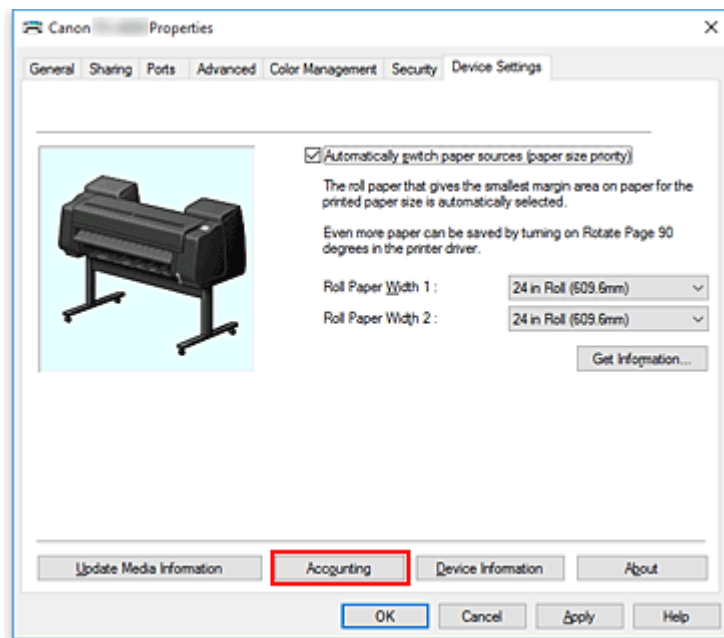 Canon Properties
General Sharing Ports Advanced Color Management Security Device Settings
Automatically switch paper sources (paper size priority)
The roll paper that gives the smallest margin area on paper for the
printed paper size is automatically selected.
Even more paper can be saved by turning on Rotate Page 90
degrees in the printer driver.
Roll Paper Width 1 : 24 in Roll (609.6mm)
Roll Paper Width 2 : 24 in Roll (609.6mm)
Get Information...
Update Media Information Accounting Device Information About
OK Cancel Apply Help